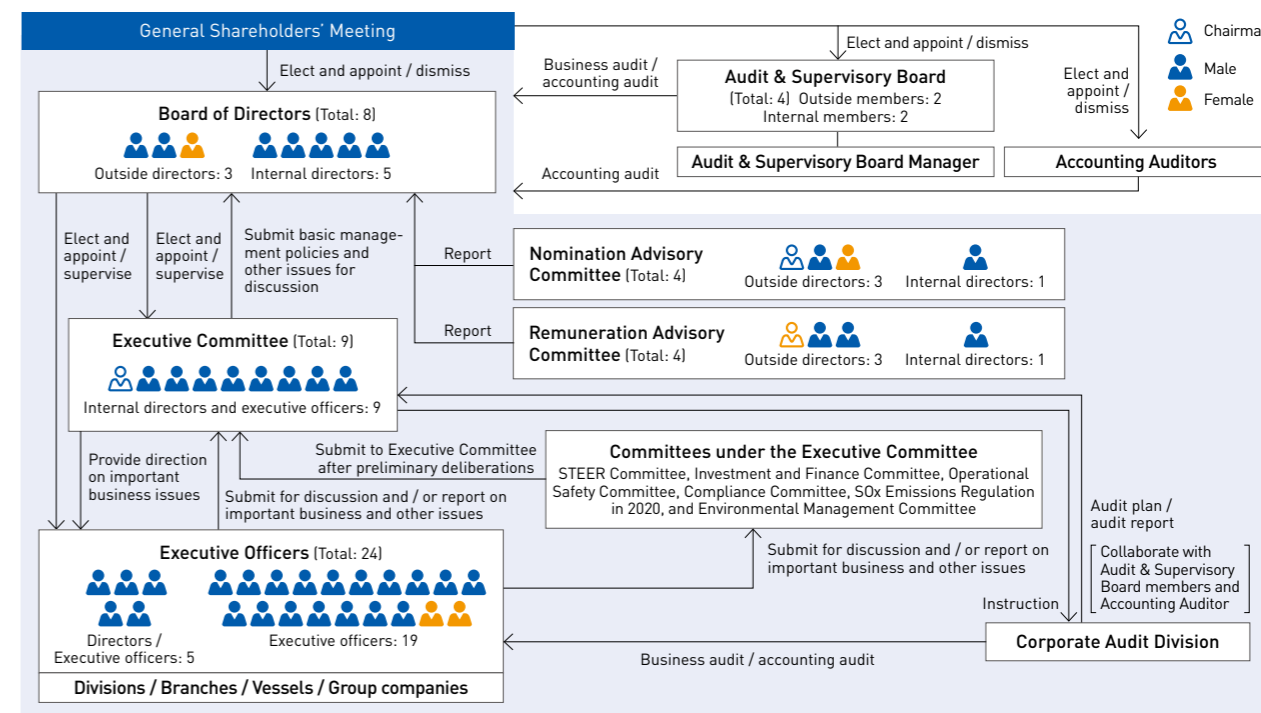 General Shareholders’ Meeting
Elect and appoint / dismiss
Elect and appoint / dismiss
Elect and
appoint /
dismiss
Chairma
Male
Female
Business audit /
accounting audit
Audit & Supervisory Board
(Total: 4) Outside members: 2
Internal members: 2
Audit & Supervisory Board Manager
Accounting Auditors
Accounting audit
Board of Directors (Total: 8)
Outside directors: 3
Internal directors: 5
Elect and
appoint /
supervise
Elect and
appoint /
supervise
Submit basic manage-
ment policies and
other issues for
discussion
Report
Nomination Advisory
Committee (Total: 4)
Outside directors: 3
Internal directors: 1
Report
Remuneration Advisory
Committee (Total: 4)
Outside directors: 3
Internal directors: 1
Executive Committee (Total: 9)
Internal directors and executive officers: 9
Provide direction
on important
business issues
Submit to Executive Committee
after preliminary deliberations
Submit for discussion and / or report on
important business and other issues
Committees under the Executive Committee
STEER Committee, Investment and Finance Committee, Operational
Safety Committee, Compliance Committee, SOx Emissions Regulation
in 2020, and Environmental Management Committee
Submit for discussion and / or report on
important business and other issues
Audit plan /
audit report
Collaborate with
Audit & Supervisory
Board members and
Accounting Auditor
Instruction
Executive Officers (Total: 24)
Directors /
Executive officers: 5
Executive officers: 19
Divisions / Branches / Vessels / Group companies
Business audit / accounting audit
Corporate Audit Division